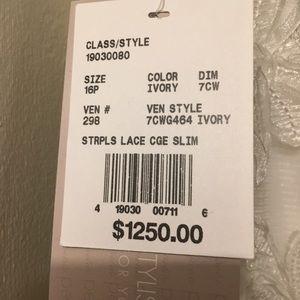 CLASS/STYLE
19030080
SIZE COLOR DIM
16P IVORY 7CW
VEN # VEN STYLE
298 7CWG464 IVORY
STRPLS LACE CGE SLIM
4 19030 00711 6
$1250.00